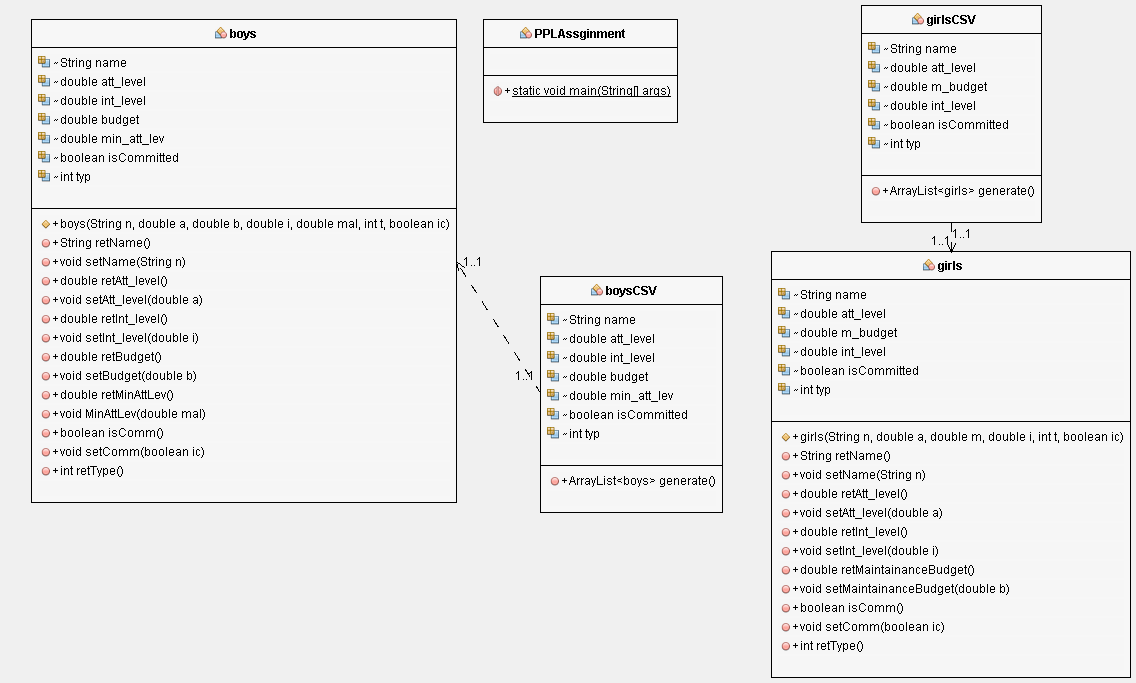 boys
~String name
~double att_level
~double int_level
~double budget
~double min_att_lev
~boolean isCommitted
~int typ
+boys(String n, double a, double b, double i, double mal, int t, boolean ic)
+String retName()
+void setName(String n)
+double retAtt_level()
+void setAtt_level(double a)
+double retInt_level()
+void setInt_level(double i)
+double retBudget()
+void setBudget(double b)
+double retMinAttLev()
+void MinAttLev(double mal)
+boolean isComm()
+void setComm(boolean ic)
+int retType()
PPLAssginment
+static void main(String[] args)
1..1
1..1
boysCSV
~String name
~double att_level
~double int_level
~double budget
~double min_att_lev
~boolean isCommitted
~int typ
+ArrayList<boys> generate()
girlsCSV
~String name
~double att_level
~double m_budget
~double int_level
~boolean isCommitted
~int typ
+ArrayList<girls> generate()
1..1
1..1
girls
~String name
~double att_level
~double m_budget
~double int_level
~boolean isCommitted
~int typ
+girls(String n, double a, double m, double i, int t, boolean ic)
+String retName()
+void setName(String n)
+double retAtt_level()
+void setAtt_level(double a)
+double retInt_level()
+void setInt_level(double i)
+double retMaintainanceBudget()
+void setMaintainanceBudget(double b)
+boolean isComm()
+void setComm(boolean ic)
+int retType()